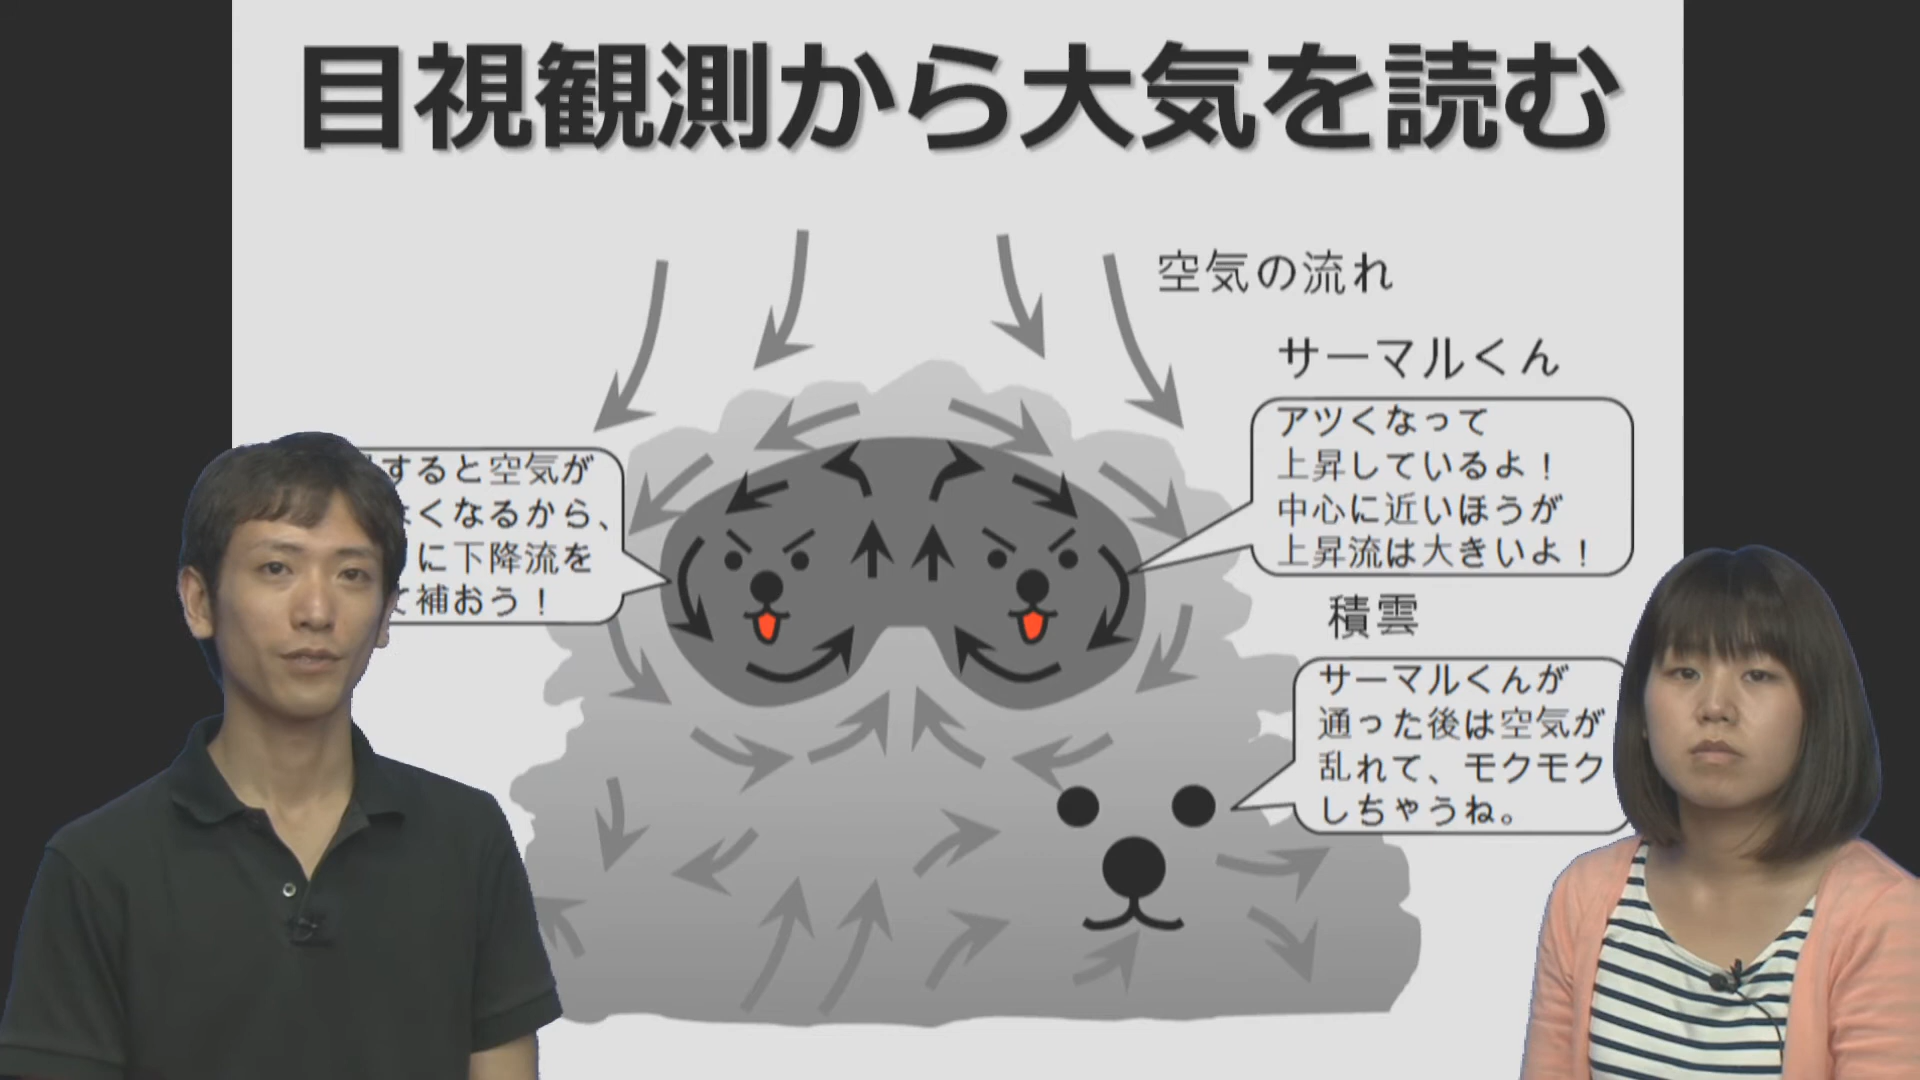 目視観測から大気を読む
空気の流れ
サーマルくん
アツくなって
上昇しているよ！
中心に近いほうが
上昇流は大きいよ！
すると空気が
くなるから、
に下降流を
補おう！
積雲
サーマルくんが
通った後は空気が
乱れて、モクモク
しちゃうね。